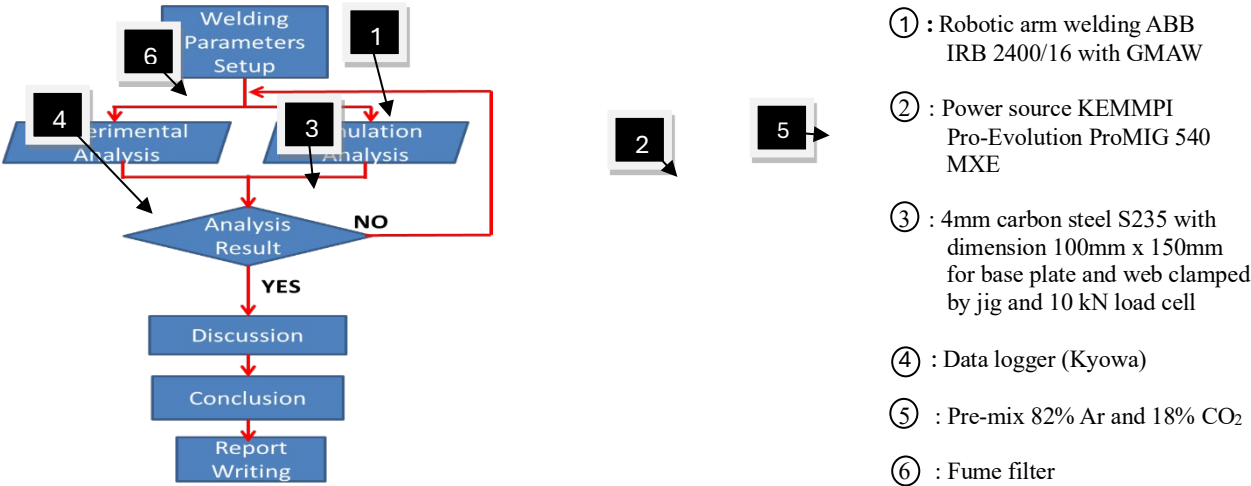 Welding
Parameters
Setup
6
1
4
3
2
5
erimental
Analysis
ulation
nalysis
Analysis
Result
NO
YES
Discussion
Conclusion
Report
Writing
① : Robotic arm welding ABB
IRB 2400/16 with GMAW
② : Power source KEMMPI
Pro-Evolution ProMIG 540
MXE
③ : 4mm carbon steel S235 with
dimension 100mm x 150mm
for base plate and web clamped
by jig and 10 kN load cell
④ : Data logger (Kyowa)
⑤ : Pre-mix 82% Ar and 18% CO₂
⑥ : Fume filter